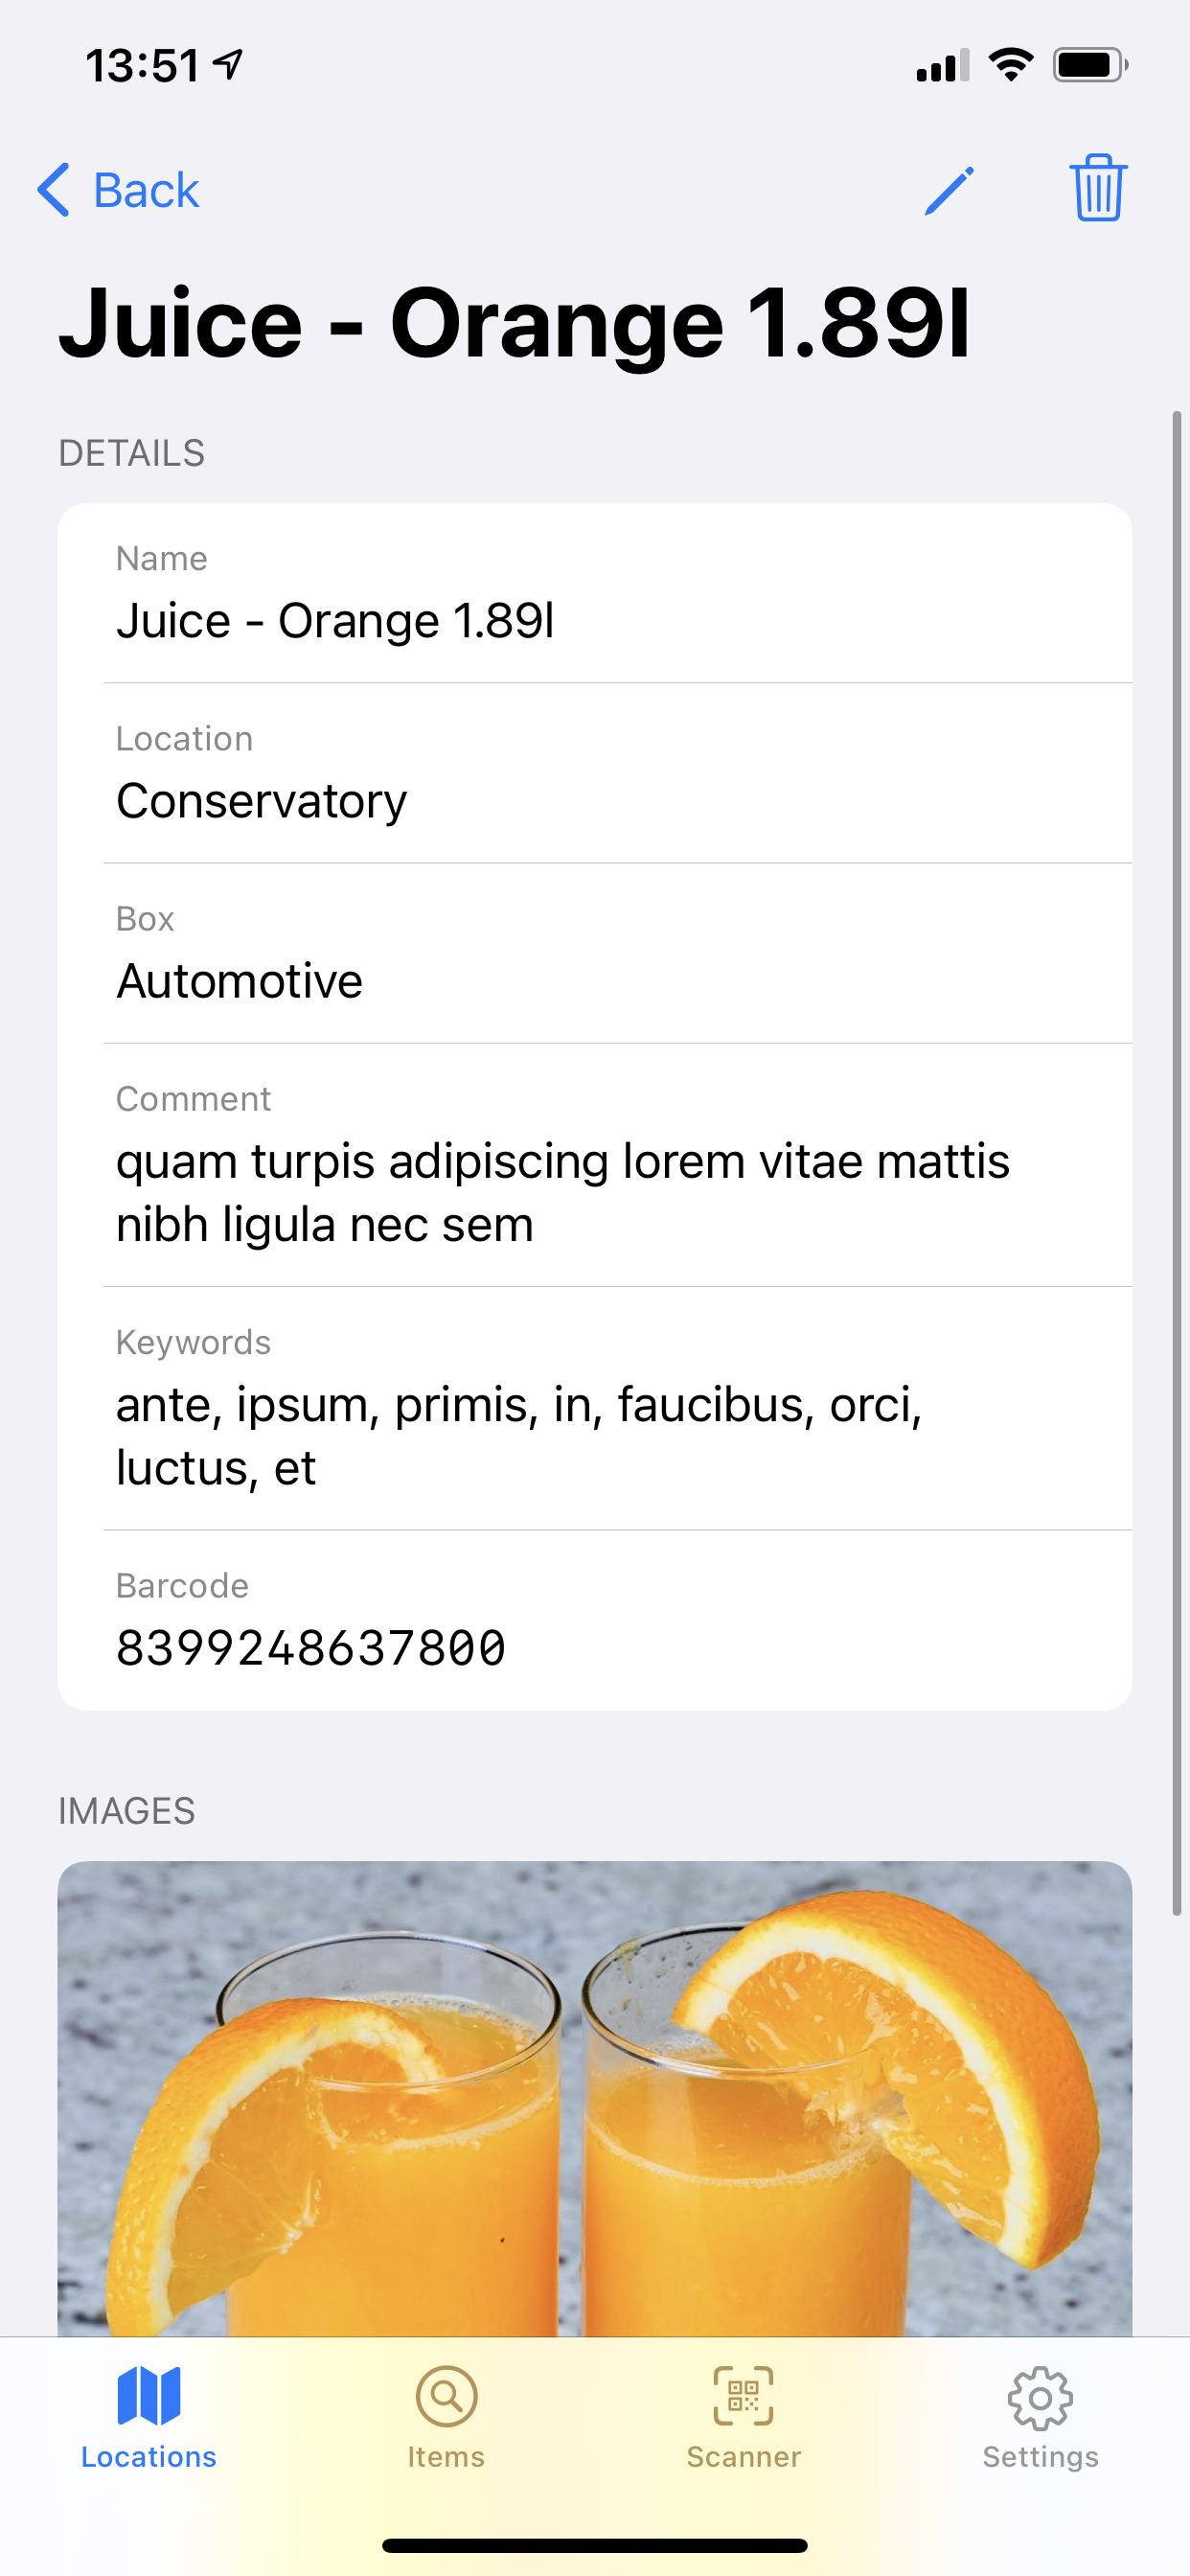 13:51
Back
Juice - Orange 1.89l
DETAILS
Name
Juice - Orange 1.89l
Location
Conservatory
Box
Automotive
Comment
quam turpis adipiscing lorem vitae mattis
nibh ligula nec sem
Keywords
ante, ipsum, primis, in, faucibus, orci,
luctus, et
Barcode
8399248637800
IMAGES
Locations
Items
Scanner
Settings